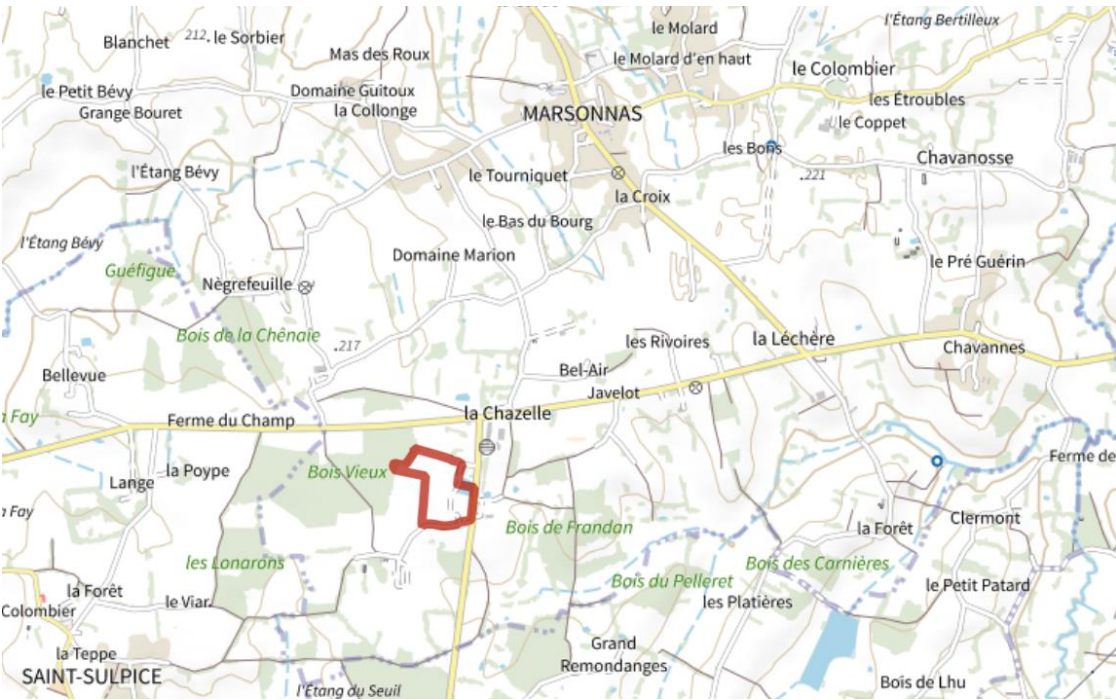 le Molard
l'Étang Bertilleux
Blanchet
212
le Sorbier
Mas des Roux
le Molard d'en haut
le Colombier
le Petit Bévy
Domaine Guitoux
les Étroubles
Grange Bouret
la Collonge
MARSONNAS
le Coppet
les Bons
Chavanosse
l'Étang Bévy
le Tourniquet
221
la Croix
le Bas du Bourg
l'Étang Bévy
Domaine Marion
le Pré Guérin
Guéfigue
Nègrefeuille
Bois de la Chênaie
217
les Rivoires
la Léchère
Chavannes
Bellevue
Bel-Air
Javelot
Fay
Ferme du Champ
la Chazelle
Ferme de
la Poype
Bois Vieux
Lange
Fay
Bois de Frandan
la Forêt
Clermont
les Lonarons
Bois du Pelleret
Bois des Carnières
la Forêt
le Petit Patard
Colombier
le Viar
les Platières
la Teppe
Grand
Remondanges
SAINT-SULPICE
l'Étang du Seuil
Bois de Lhu